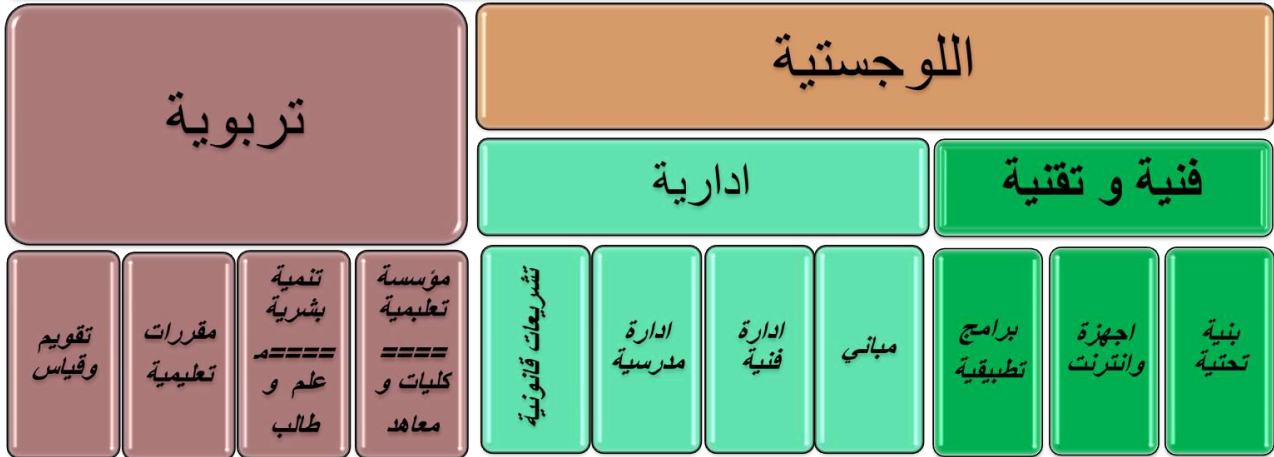 اللوجستية
تربوية
فنية و تقنية
ادارية
بنية
تحتية
اجهزة
وانترنت
برامج
تطبيقية
مباني
ادارة
فنية
ادارة
مدرسية
تشريعات قانونية
مؤسسة
تعليمية
====
كليات و
معاهد
تنمية
بشرية
====م
علم و
طالب
مقررات
تعليمية
تقويم
وقياس